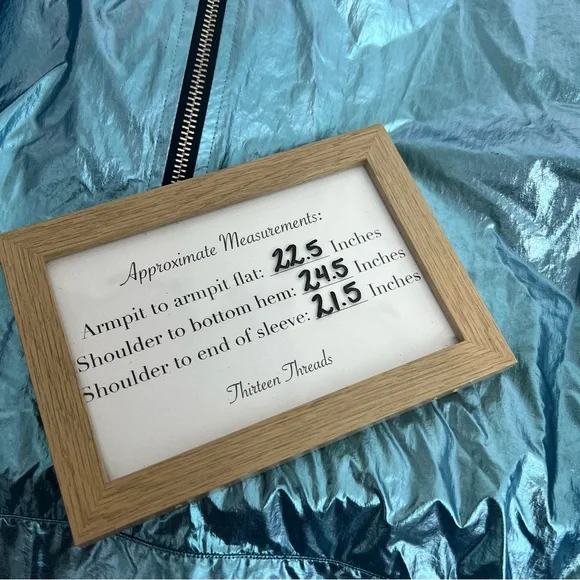 Approximate Measurements:
Armpit to armpit flat: 22.5 Inches
Shoulder to bottom hem: 24.5 Inches
Shoulder to end of sleeve: 21.5 Inches
Thirteen Threads